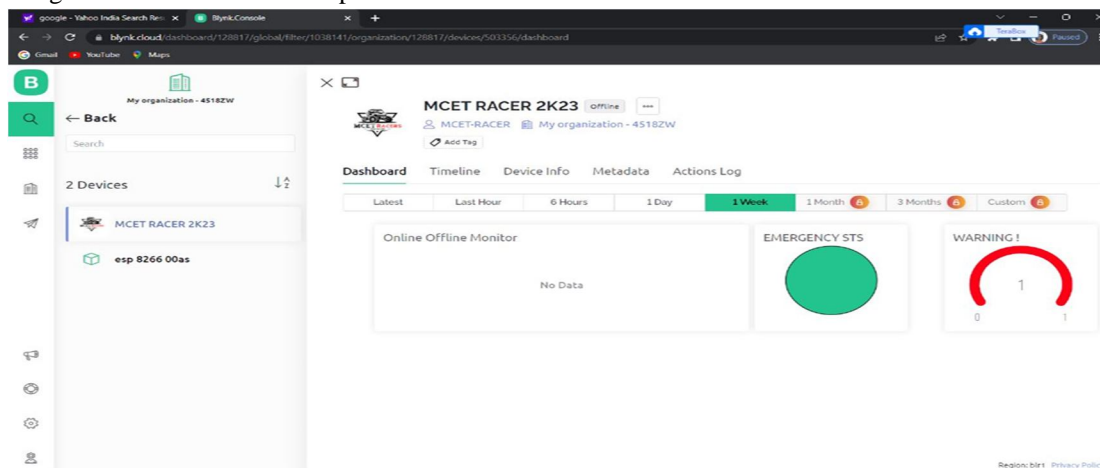 google - Yahoo India Search Res
Blynk.Console
TeraBox
blynk.cloud/dashboard/128817/global/filter/1038141/organization/128817/devices/503356/dashboard
Paused
Gmail
YouTube
Maps
B
My organization - 4518ZW
← Back
Search
2 Devices
MCET RACER 2K23
esp 8266 00as
MCET RACERS
MCET RACER 2K23 Offline
MCET-RACER My organization - 4518ZW
Add Tag
Dashboard Timeline Device Info Metadata Actions Log
Latest Last Hour 6 Hours 1 Day 1 Week 1 Month 3 Months Custom
Online Offline Monitor
No Data
EMERGENCY STS
WARNING !
1
0 1
Region: blr1 Privacy Polic